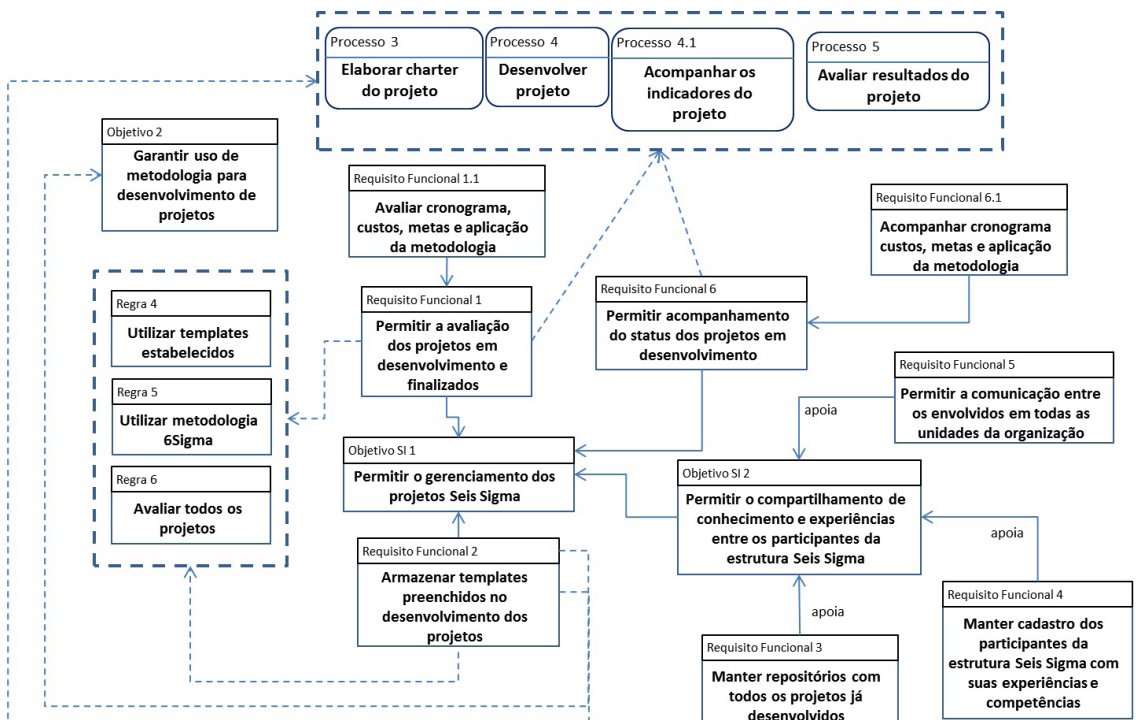 Processo 3
Elaborar charter
do projeto
Processo 4
Desenvolver
projeto
Processo 4.1
Acompanhar os
indicadores do
projeto
Processo 5
Avaliar resultados do
projeto
Objetivo 2
Garantir uso de
metodologia para
desenvolvimento de
projetos
Requisito Funcional 1.1
Avaliar cronograma,
custos, metas e aplicação
da metodologia
Requisito Funcional 6.1
Acompanhar cronograma
custos, metas e aplicação
da metodologia
Regra 4
Utilizar templates
estabelecidos
Regra 5
Utilizar metodologia
6Sigma
Regra 6
Avaliar todos os
projetos
Requisito Funcional 1
Permitir a avaliação
dos projetos em
desenvolvimento e
finalizados
Requisito Funcional 6
Permitir acompanhamento
do status dos projetos em
desenvolvimento
Requisito Funcional 5
Permitir a comunicação entre
os envolvidos em todas as
unidades da organização
apoia
Objetivo SI 1
Permitir o gerenciamento dos
projetos Seis Sigma
Objetivo SI 2
Permitir o compartilhamento de
conhecimento e experiências
entre os participantes da
estrutura Seis Sigma
apoia
Requisito Funcional 2
Armazenar templates
preenchidos no
desenvolvimento dos
projetos
apoia
Requisito Funcional 3
Manter repositórios com
todos os projetos já
desenvolvidos
Requisito Funcional 4
Manter cadastro dos
participantes da
estrutura Seis Sigma com
suas experiências e
competências